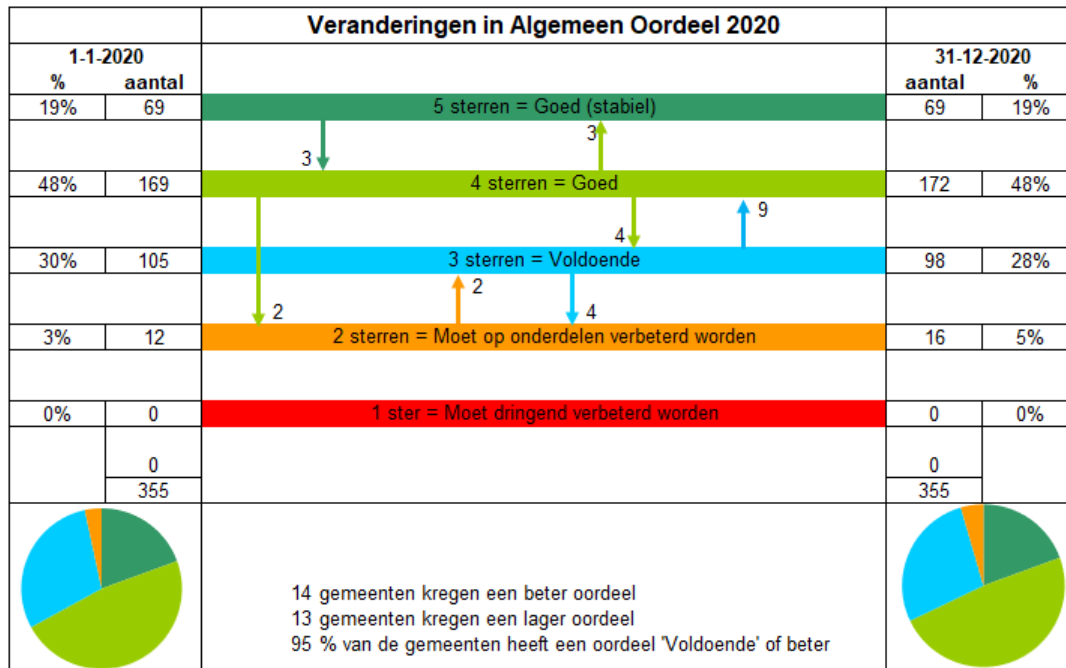 Veranderingen in Algemeen Oordeel 2020
1-1-2020 31-12-2020
% aantal aantal %
19% 69 5 sterren = Goed (stabiel) 69 19%
3
3
48% 169 4 sterren = Goed 172 48%
9
4
30% 105 3 sterren = Voldoende 98 28%
2
2 4
3% 12 2 sterren = Moet op onderdelen verbeterd worden 16 5%
0% 0 1 ster = Moet dringend verbeterd worden 0 0%
0 0
355 355
14 gemeenten kregen een beter oordeel
13 gemeenten kregen een lager oordeel
95 % van de gemeenten heeft een oordeel 'Voldoende' of beter